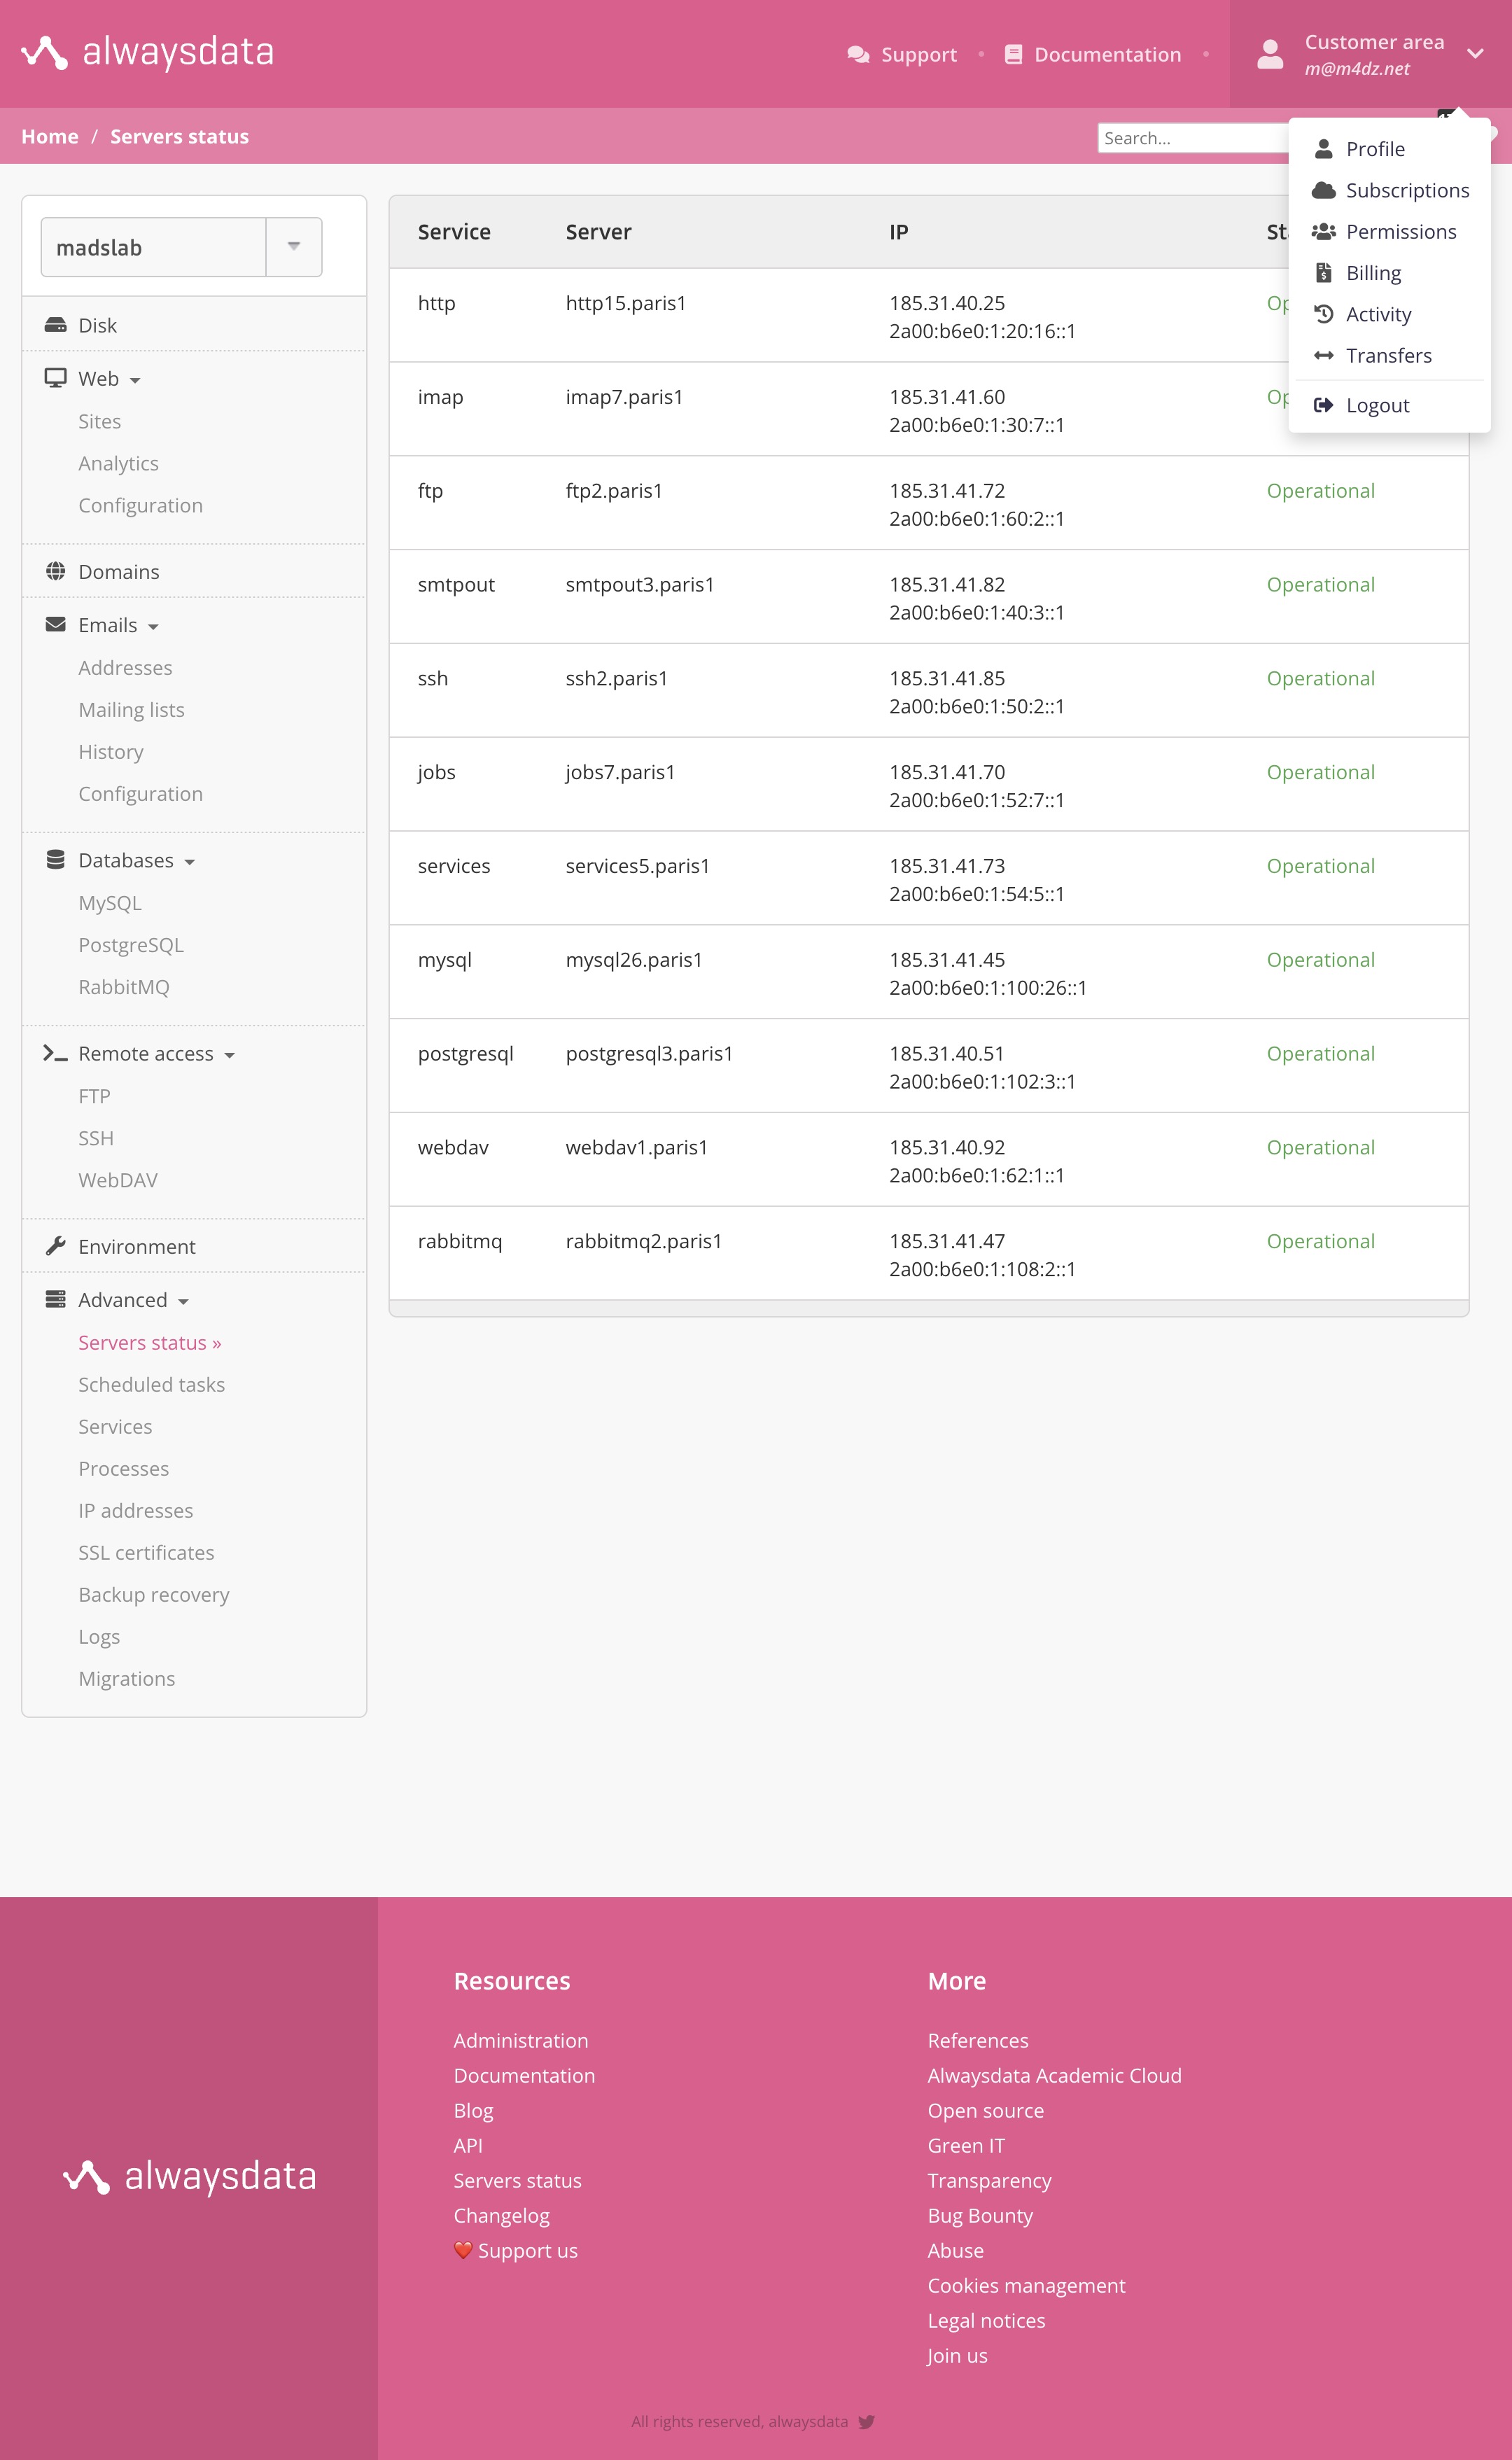 alwaysdata
Support • Documentation •
Customer area
m@m4dz.net
Home / Servers status
Search...
Profile
Subscriptions
Permissions
Billing
Activity
Transfers
Logout
madslab
Disk
Web
Sites
Analytics
Configuration
Domains
Emails
Addresses
Mailing lists
History
Configuration
Databases
MySQL
PostgreSQL
RabbitMQ
Remote access
FTP
SSH
WebDAV
Environment
Advanced
Servers status »
Scheduled tasks
Services
Processes
IP addresses
SSL certificates
Backup recovery
Logs
Migrations
Service Server IP
http http15.paris1 185.31.40.25
2a00:b6e0:1:20:16::1
imap imap7.paris1 185.31.41.60
2a00:b6e0:1:30:7::1
ftp ftp2.paris1 185.31.41.72 Operational
2a00:b6e0:1:60:2::1
smtpout smtpout3.paris1 185.31.41.82 Operational
2a00:b6e0:1:40:3::1
ssh ssh2.paris1 185.31.41.85 Operational
2a00:b6e0:1:50:2::1
jobs jobs7.paris1 185.31.41.70 Operational
2a00:b6e0:1:52:7::1
services services5.paris1 185.31.41.73 Operational
2a00:b6e0:1:54:5::1
mysql mysql26.paris1 185.31.41.45 Operational
2a00:b6e0:1:100:26::1
postgresql postgresql3.paris1 185.31.40.51 Operational
2a00:b6e0:1:102:3::1
webdav webdav1.paris1 185.31.40.92 Operational
2a00:b6e0:1:62:1::1
rabbitmq rabbitmq2.paris1 185.31.41.47 Operational
2a00:b6e0:1:108:2::1
alwaysdata
Resources
Administration
Documentation
Blog
API
Servers status
Changelog
❤️ Support us
More
References
Alwaysdata Academic Cloud
Open source
Green IT
Transparency
Bug Bounty
Abuse
Cookies management
Legal notices
Join us
All rights reserved, alwaysdata